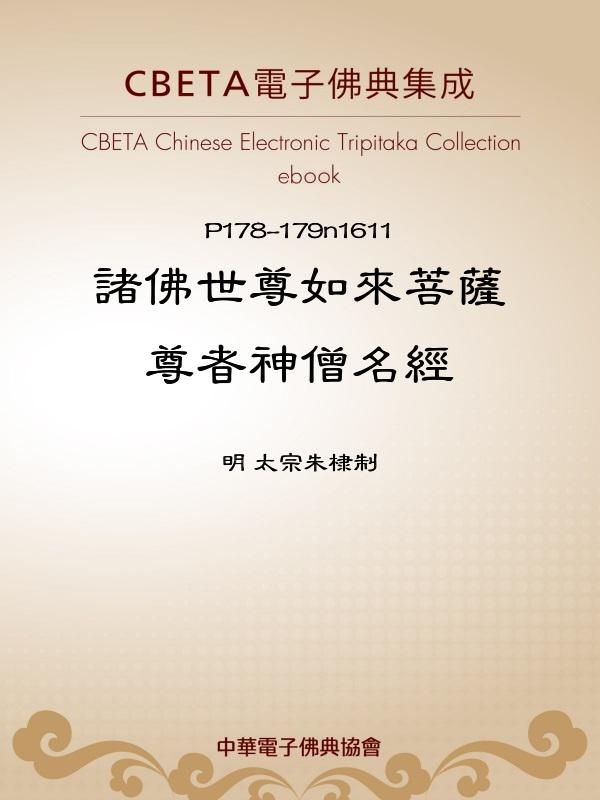 CBETA電子佛典集成
CBETA Chinese Electronic Tripitaka Collection
ebook
P178–179n1611
諸佛世尊如來菩薩
尊者神僧名經
明 太宗朱棣制
中華電子佛典協會